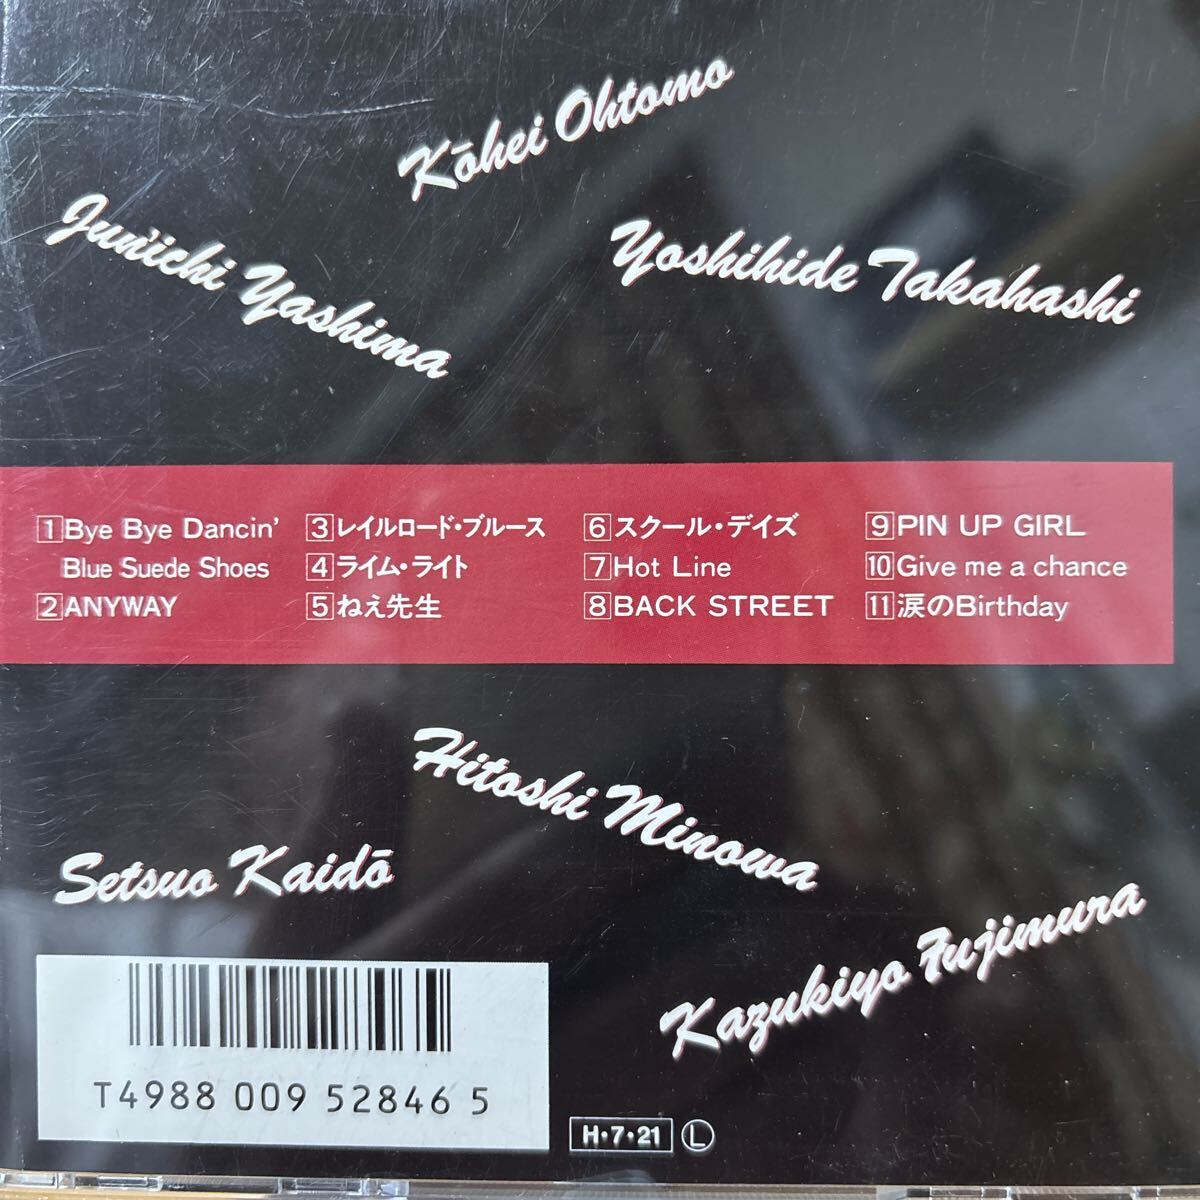 Kōhei Ohtomo
Jun'ichi Yashima
Yoshihide Takahashi
1 Bye Bye Dancin'
Blue Suede Shoes
2 ANYWAY
3 レイルロード・ブルース
4 ライム・ライト
5 ねえ先生
6 スクール・デイズ
7 Hot Line
8 BACK STREET
9 PIN UP GIRL
10 Give me a chance
11 涙のBirthday
Hitoshi Minowa
Setsuo Kaidō
Kazukiyo Fujimura
T4988 009 52846 5
H・7・21 L